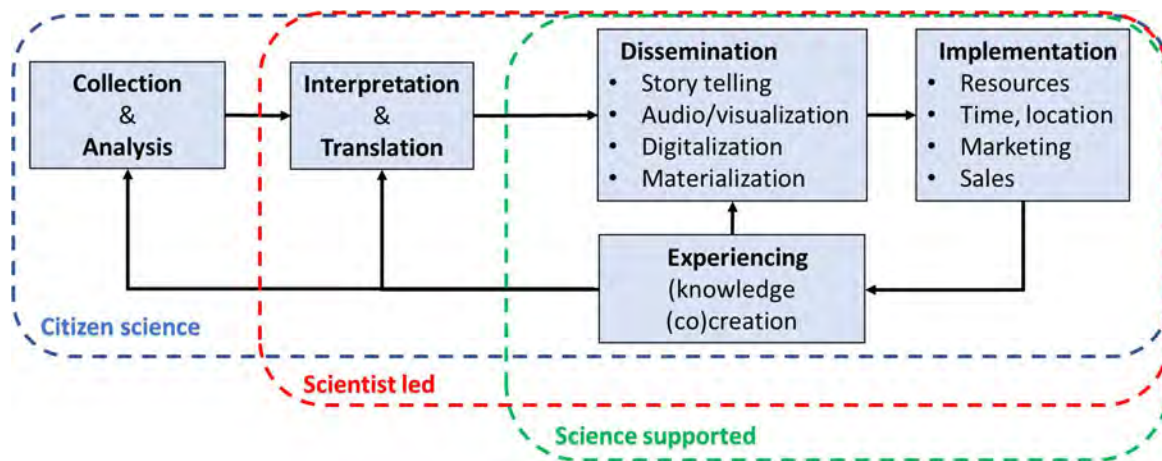 Collection
&
Analysis
Interpretation
&
Translation
Dissemination
• Story telling
• Audio/visualization
• Digitalization
• Materialization
Implementation
• Resources
• Time, location
• Marketing
• Sales
Experiencing
(knowledge
(co)creation
Citizen science
Scientist led
Science supported